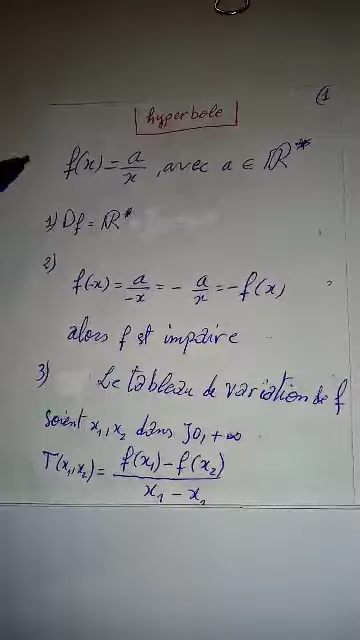 (1
hyperbole
f(x) = a/x, avec a ∈ ℝ*
1) Df = ℝ*
2)
f(-x) = a/-x = - a/x = -f(x)
alors f est impaire
3) Le tableau de variation de f
soient x₁, x₂ dans ]0, +∞
T(x₁, x₂) = f(x₁) - f(x₂) / x₁ - x₂